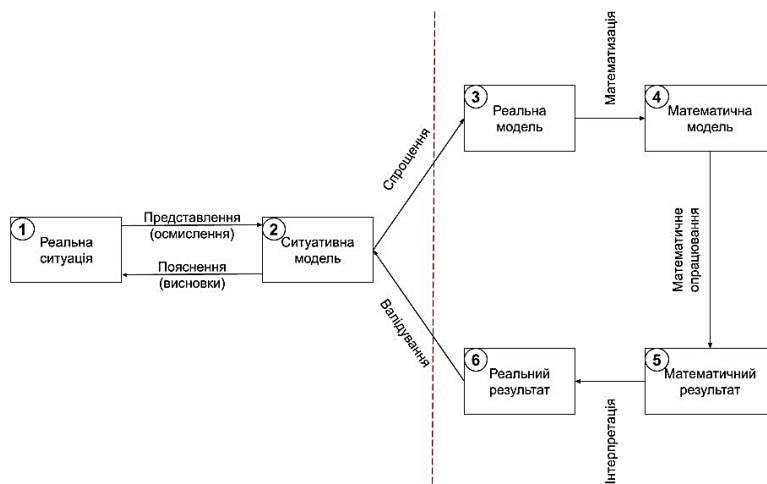 1
Реальна
ситуація
Представлення
(осмислення)
Пояснення
(висновки)
2
Ситуативна
модель
Спрощення
Валідування
3
Реальна
модель
Математизація
4
Математична
модель
Математичне
опрацювання
5
Математичний
результат
Інтерпретація
6
Реальний
результат